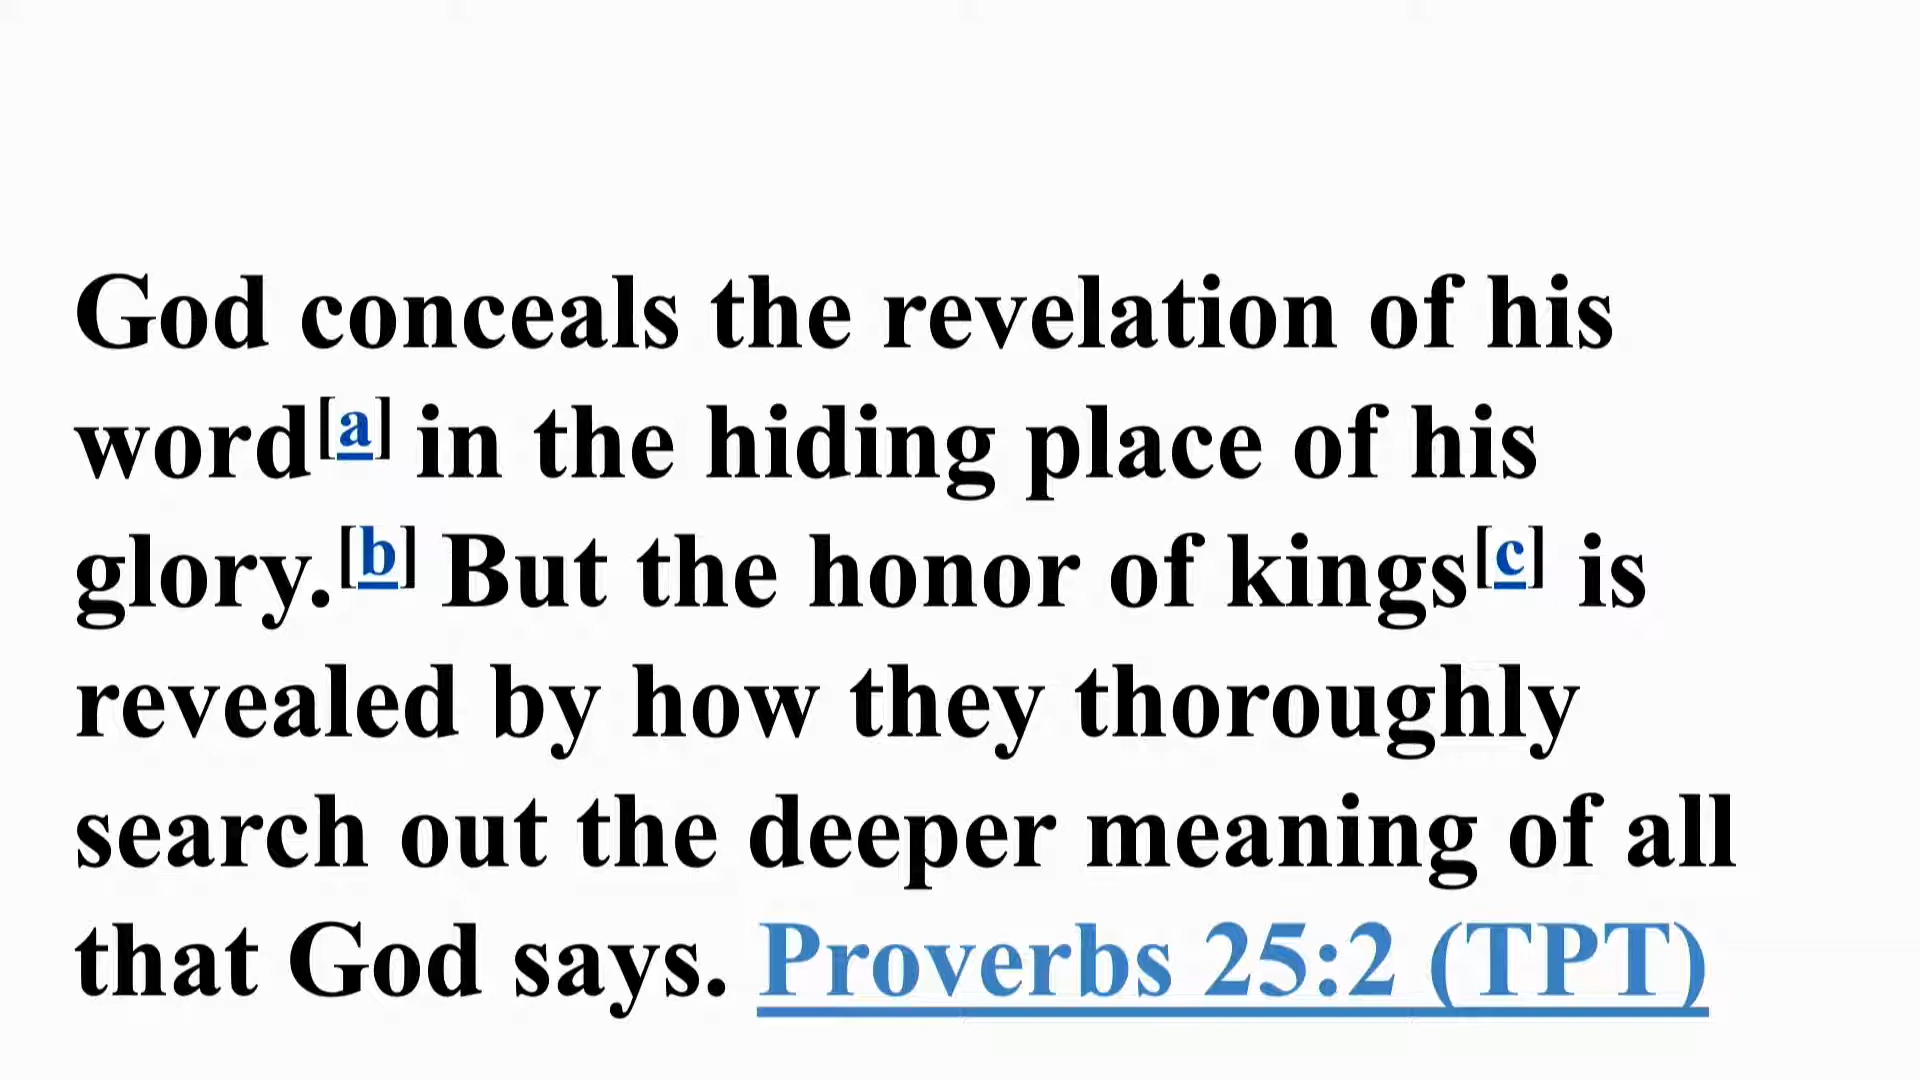 God conceals the revelation of his
word[a] in the hiding place of his
glory.[b] But the honor of kings[c] is
revealed by how they thoroughly
search out the deeper meaning of all
that God says. Proverbs 25:2 (TPT)